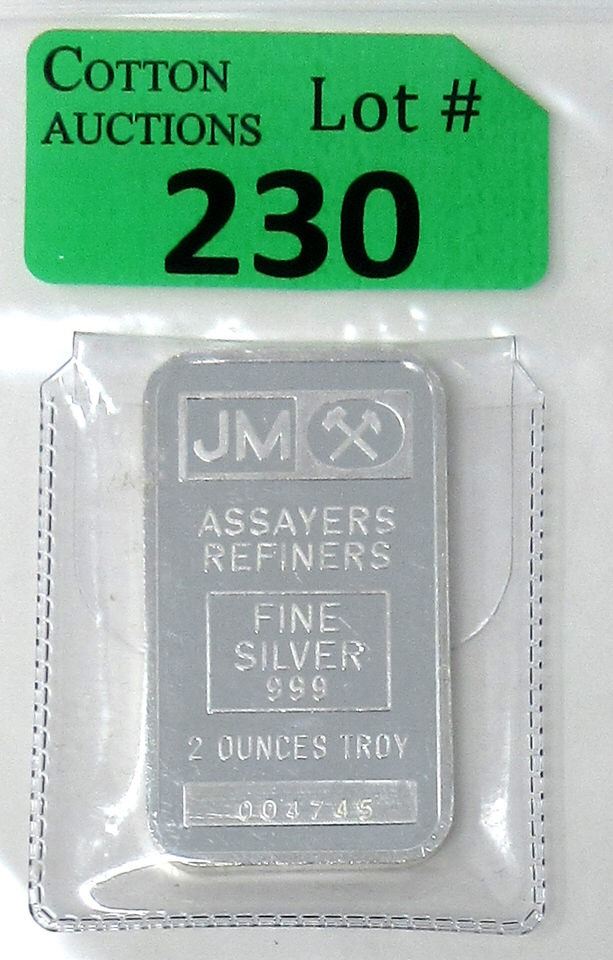 COTTON
AUCTIONS
Lot #
230
JM
ASSAYERS
REFINERS
FINE
SILVER
999
2 OUNCES TROY
004745